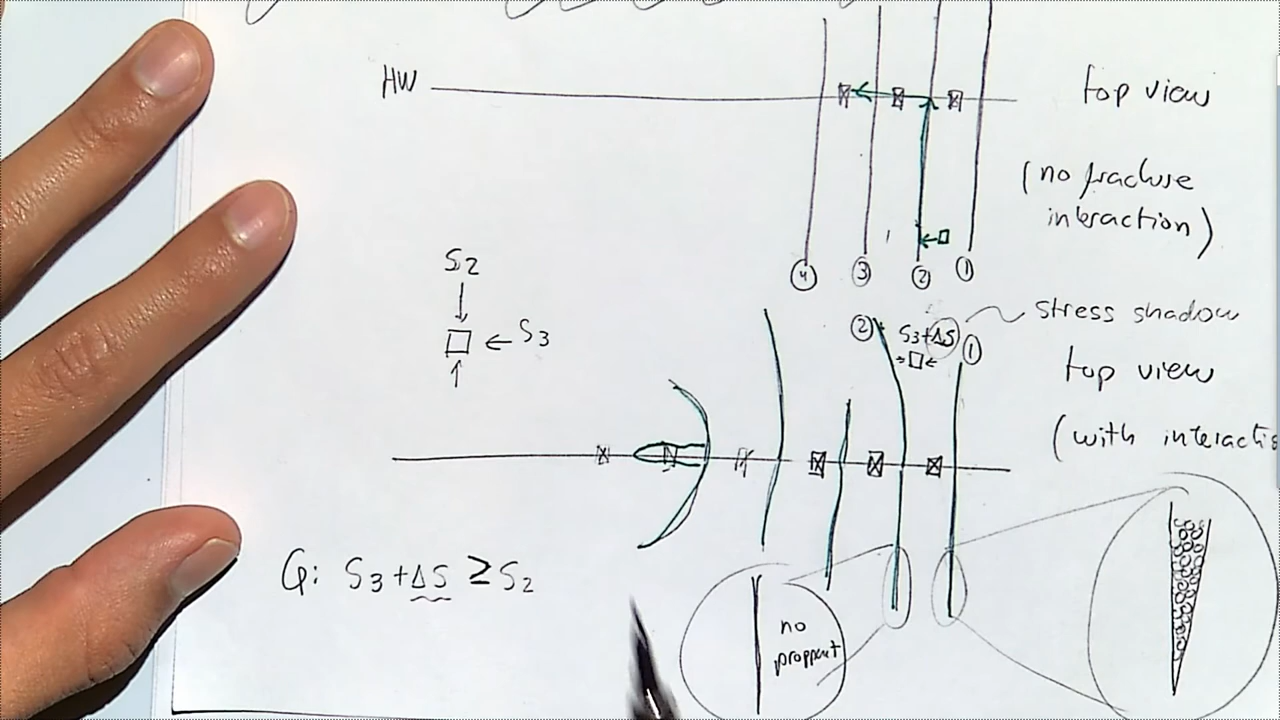 HW
top view
(no fracture
interaction)
④ ③ ② ①
S2
S3
② S3+ΔS ①
stress shadow
top view
(with interactio
Q: S3+ΔS ≥ S2
no
proppant